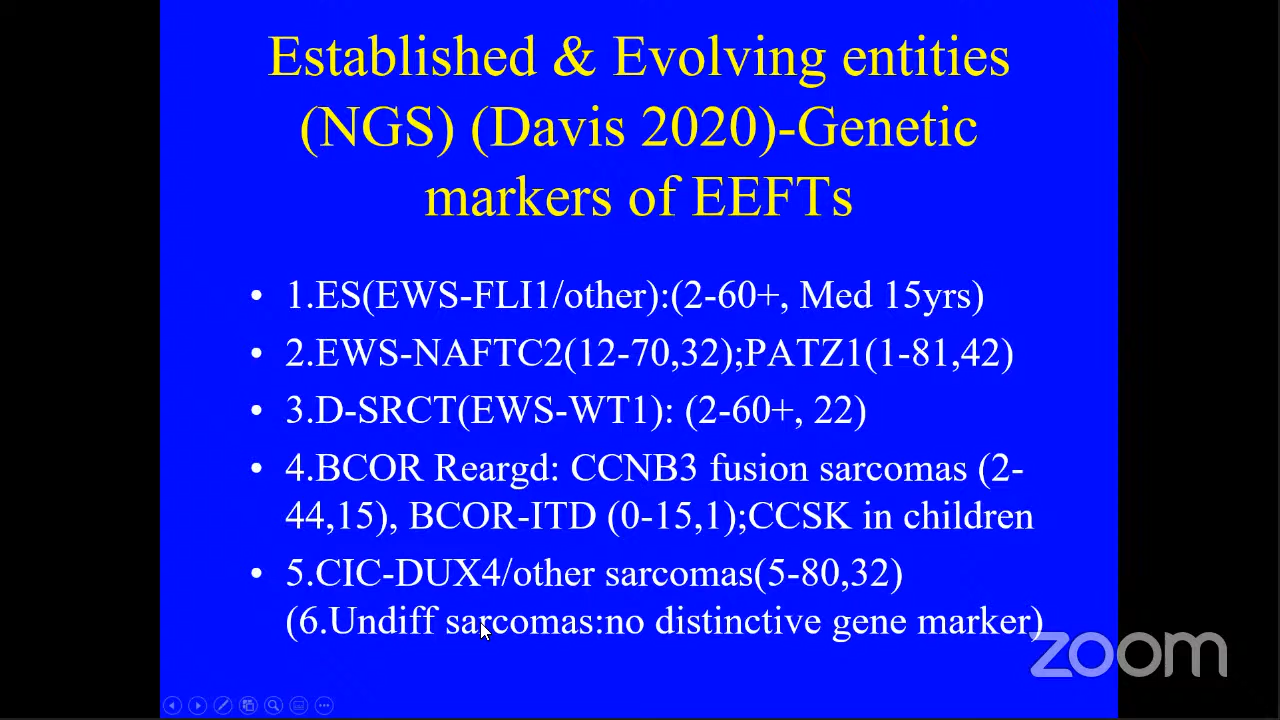 Established & Evolving entities
(NGS) (Davis 2020)-Genetic
markers of EEFTs
• 1.ES(EWS-FLI1/other):(2-60+, Med 15yrs)
• 2.EWS-NAFTC2(12-70,32);PATZ1(1-81,42)
• 3.D-SRCT(EWS-WT1): (2-60+, 22)
• 4.BCOR Reargd: CCNB3 fusion sarcomas (2-
44,15), BCOR-ITD (0-15,1);CCSK in children
• 5.CIC-DUX4/other sarcomas(5-80,32)
(6.Undiff sarcomas:no distinctive gene marker)
zoom